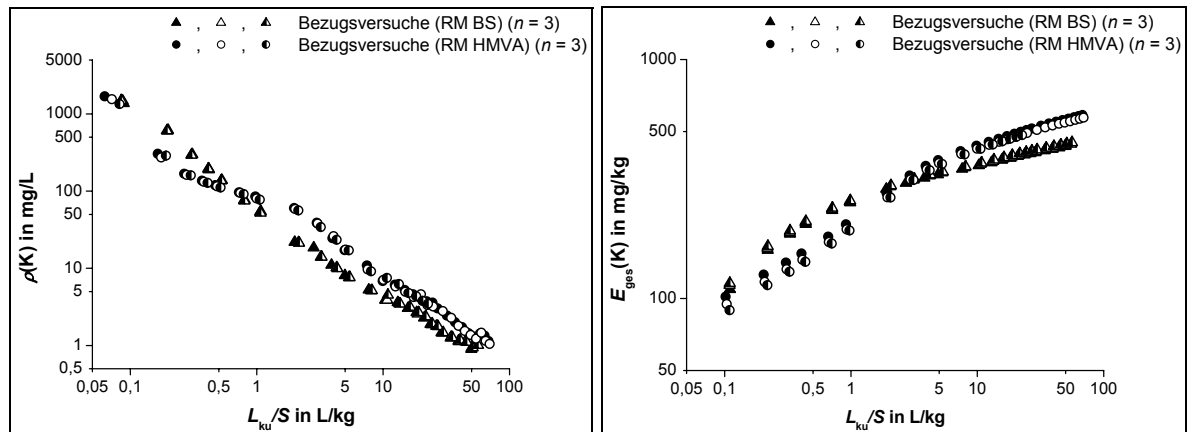 ▲ , △ , ◭ Bezugsversuche (RM BS) (n = 3)
● , ○ , ◐ Bezugsversuche (RM HMVA) (n = 3)
5000
1000
500
100
50
10
5
1
0,5
ρ(K) in mg/L
0,05 0,1 0,5 1 5 10 50 100
L_ku/S in L/kg
▲ , △ , ◭ Bezugsversuche (RM BS) (n = 3)
● , ○ , ◐ Bezugsversuche (RM HMVA) (n = 3)
1000
500
100
50
E_ges(K) in mg/kg
0,05 0,1 0,5 1 5 10 50 100
L_ku/S in L/kg